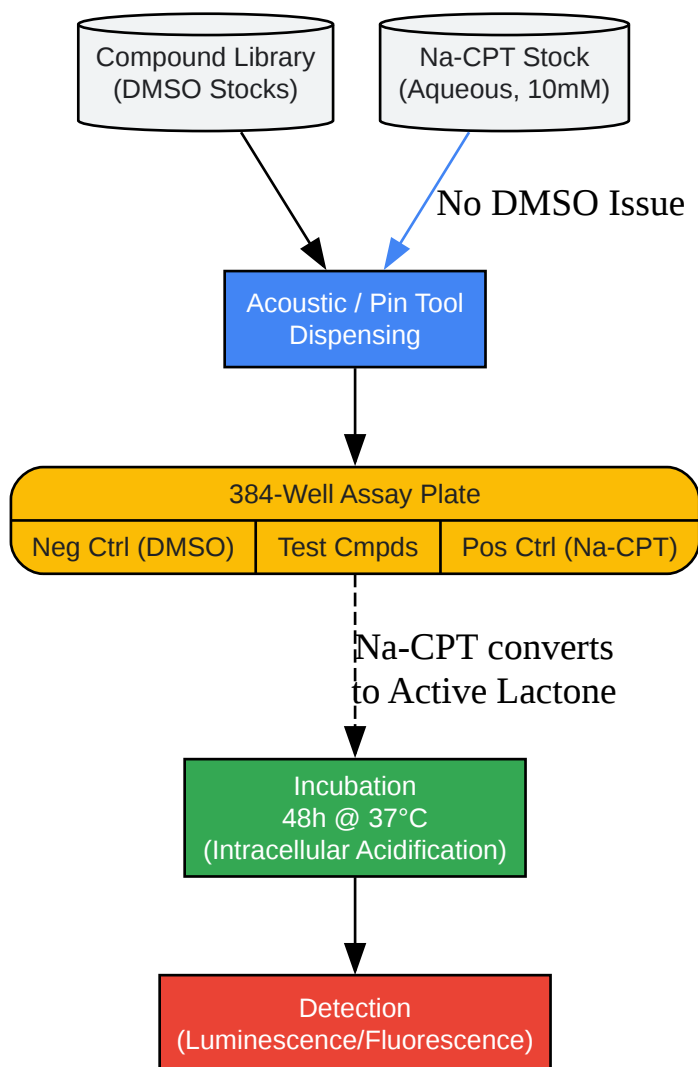 Compound Library
(DMSO Stocks)
Na-CPT Stock
(Aqueous, 10mM)
No DMSO Issue
Acoustic / Pin Tool
Dispensing
384-Well Assay Plate
Neg Ctrl (DMSO)
Test Cmpds
Pos Ctrl (Na-CPT)
Na-CPT converts
to Active Lactone
Incubation
48h @ 37°C
(Intracellular Acidification)
Detection
(Luminescence/Fluorescence)